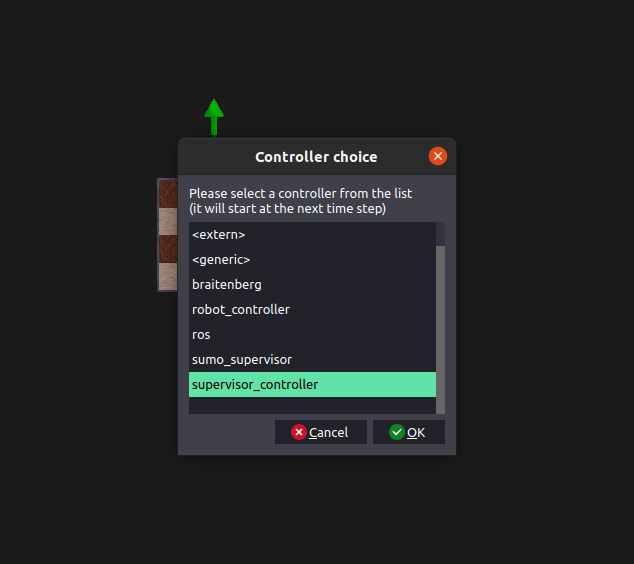 Controller choice
Please select a controller from the list
(it will start at the next time step)
<extern>
<generic>
braitenberg
robot_controller
ros
sumo_supervisor
supervisor_controller
Cancel
OK